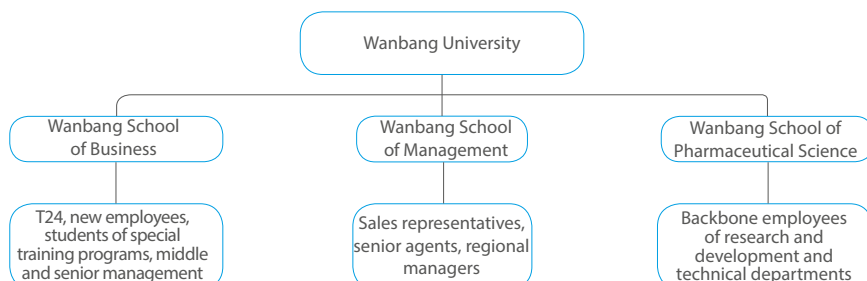 Wanbang University
Wanbang School
of Business
Wanbang School
of Management
Wanbang School of
Pharmaceutical Science
T24, new employees,
students of special
training programs, middle
and senior management
Sales representatives,
senior agents, regional
managers
Backbone employees
of research and
development and
technical departments